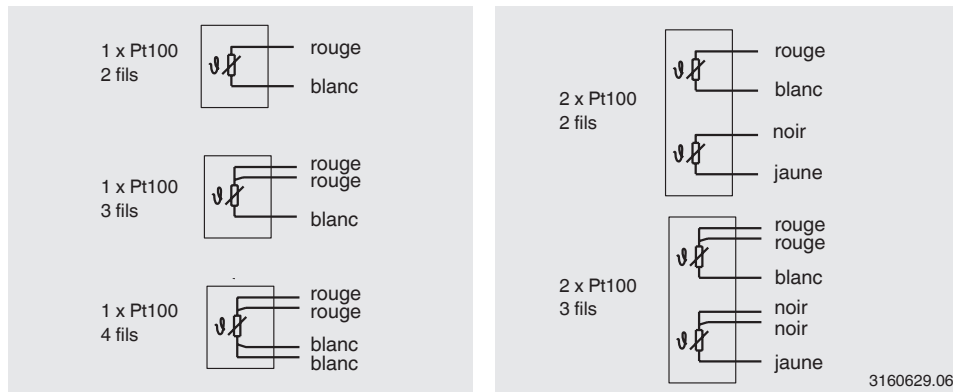 1 x Pt100
2 fils
rouge
blanc
1 x Pt100
3 fils
rouge
rouge
blanc
1 x Pt100
4 fils
rouge
rouge
blanc
blanc
2 x Pt100
2 fils
rouge
blanc
noir
jaune
2 x Pt100
3 fils
rouge
rouge
blanc
noir
noir
jaune
3160629.06